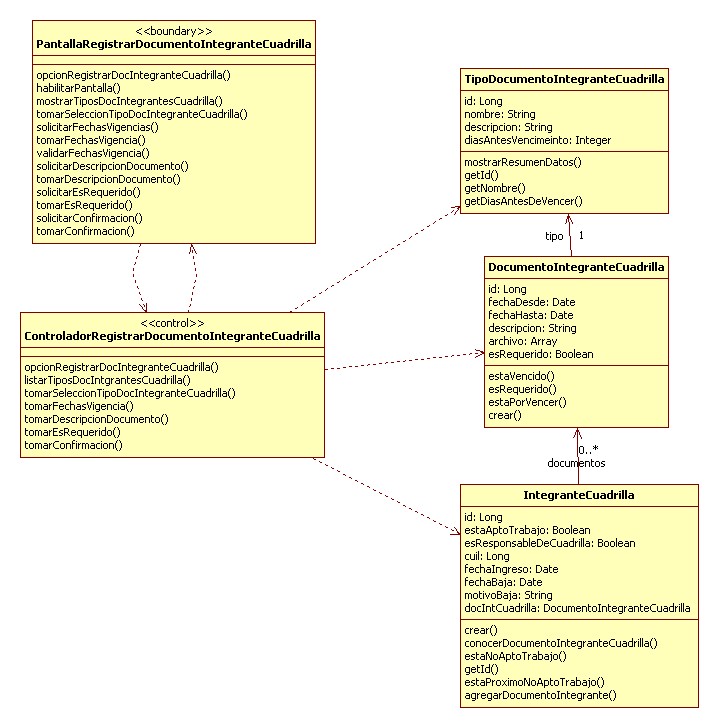 <<boundary>>
PantallaRegistrarDocumentoIntegranteCuadrilla
opcionRegistrarDocIntegranteCuadrilla()
habilitarPantalla()
mostrarTiposDocIntegrantesCuadrilla()
tomarSeleccionTipoDocIntegranteCuadrilla()
solicitarFechasVigencias()
tomarFechasVigencia()
validarFechasVigencia()
solicitarDescripcionDocumento()
tomarDescripcionDocumento()
solicitarEsRequerido()
tomarEsRequerido()
solicitarConfirmacion()
tomarConfirmacion()
TipoDocumentoIntegranteCuadrilla
id: Long
nombre: String
descripcion: String
diasAntesVencimeinto: Integer
mostrarResumenDatos()
getId()
getNombre()
getDiasAntesDeVencer()
tipo 1
DocumentoIntegranteCuadrilla
id: Long
fechaDesde: Date
fechaHasta: Date
descripcion: String
archivo: Array
esRequerido: Boolean
estaVencido()
esRequerido()
estaPorVencer()
crear()
<<control>>
ControladorRegistrarDocumentoIntegranteCuadrilla
opcionRegistrarDocIntegranteCuadrilla()
listarTiposDocIntgrantesCuadrilla()
tomarSeleccionTipoDocIntegranteCuadrilla()
tomarFechasVigencia()
tomarDescripcionDocumento()
tomarEsRequerido()
tomarConfirmacion()
0..*
documentos
IntegranteCuadrilla
id: Long
estaAptoTrabajo: Boolean
esResponsableDeCuadrilla: Boolean
cuil: Long
fechaIngreso: Date
fechaBaja: Date
motivoBaja: String
docIntCuadrilla: DocumentoIntegranteCuadrilla
crear()
conocerDocumentoIntegranteCuadrilla()
estaNoAptoTrabajo()
getId()
estaProximoNoAptoTrabajo()
agregarDocumentoIntegrante()